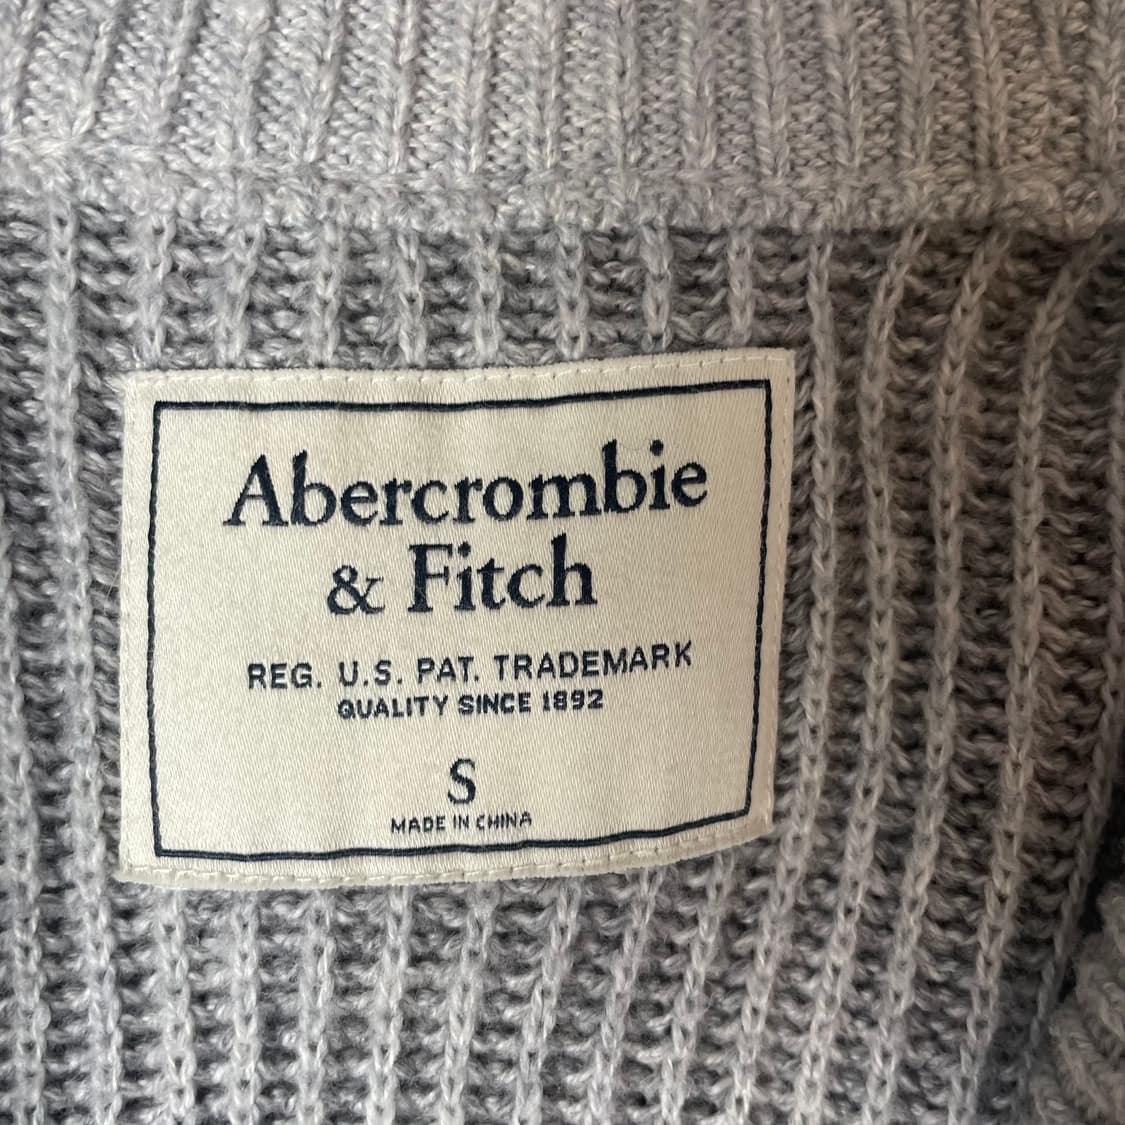 Abercrombie
& Fitch
REG. U.S. PAT. TRADEMARK
QUALITY SINCE 1892
S
MADE IN CHINA